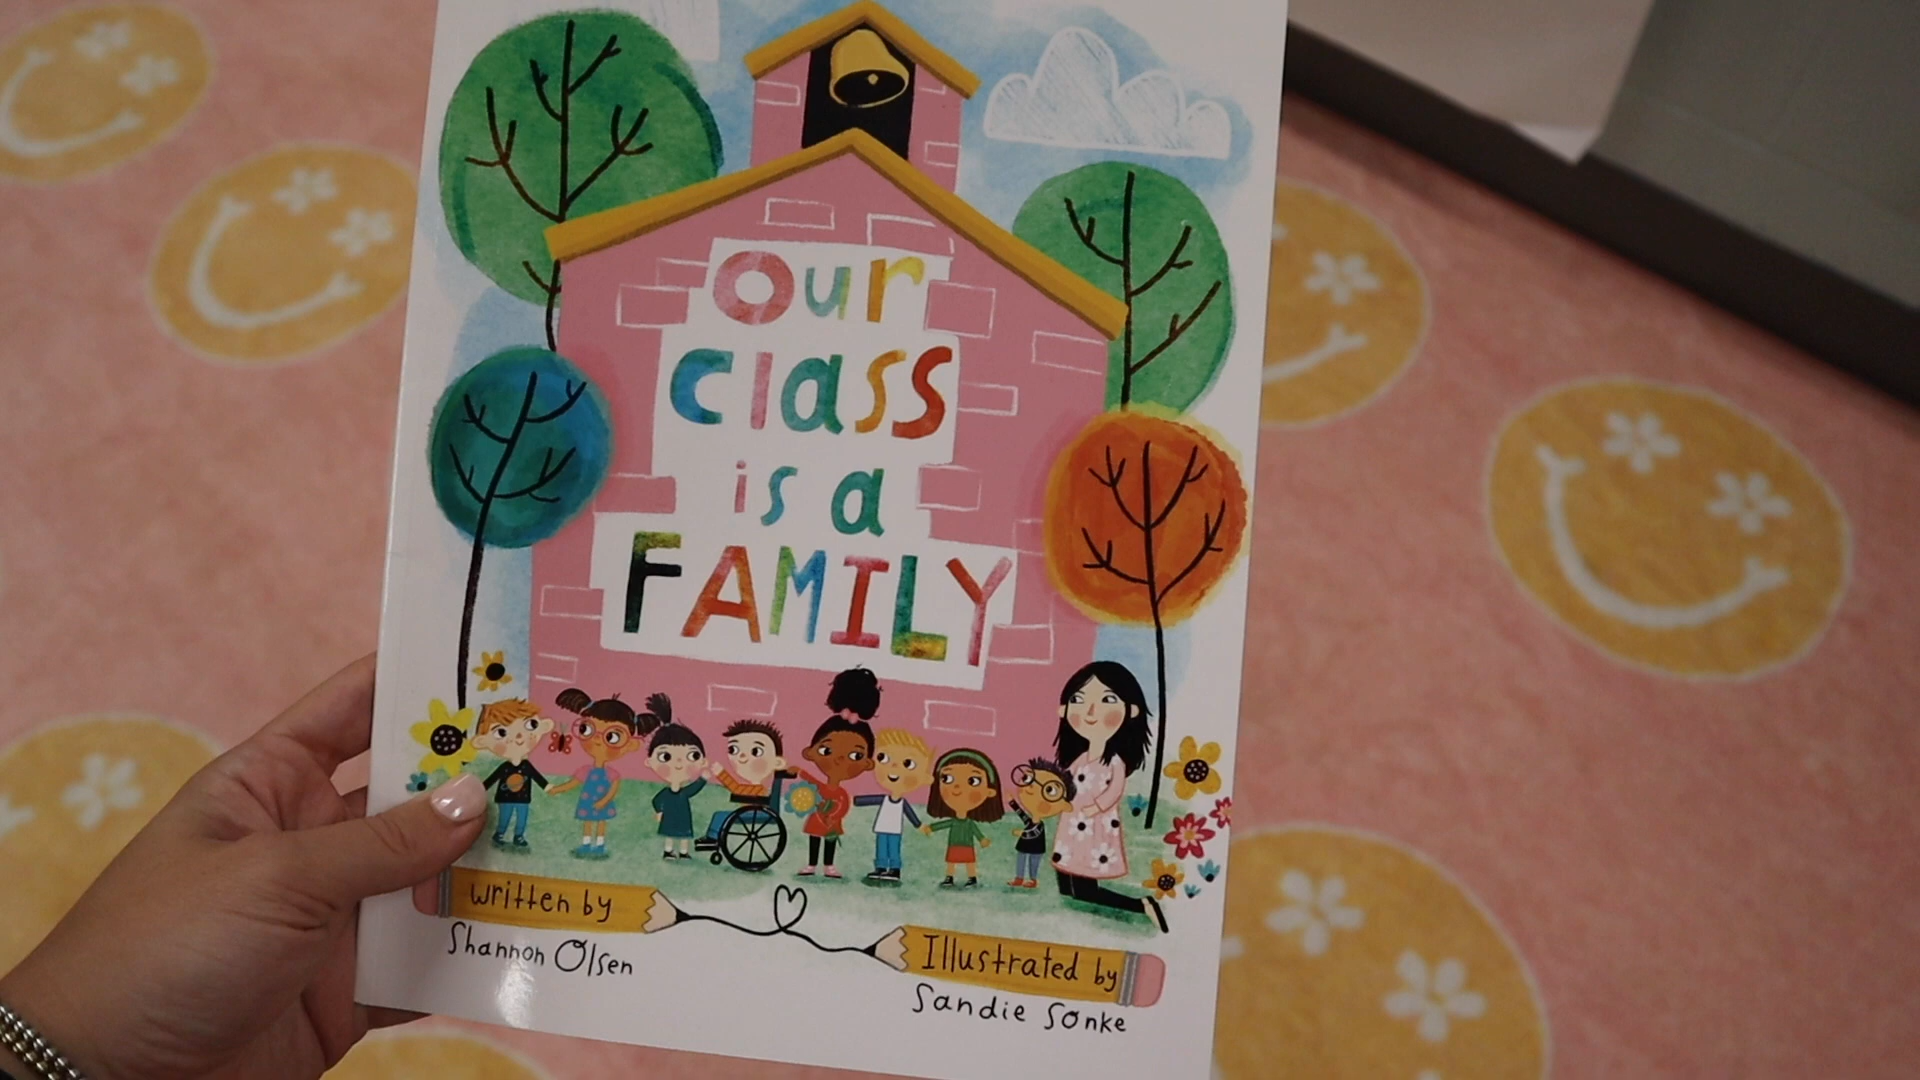 our
class
is a
FAMILY
written by
Shannon Olsen
Illustrated by
Sandie Sonke